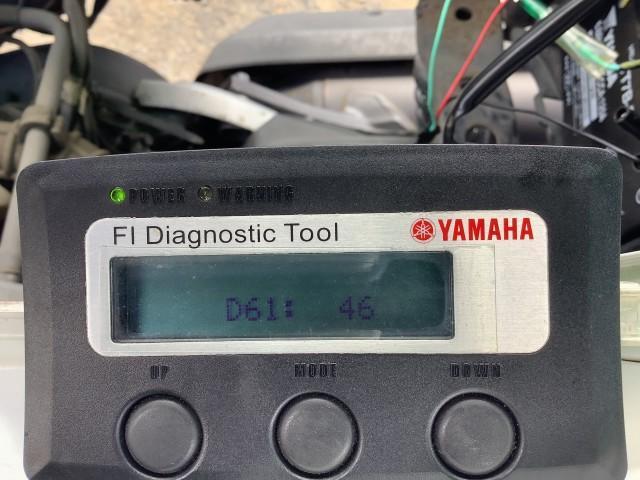 POWER WARNING
FI Diagnostic Tool YAMAHA
D61: 46
UP MODE DOWN